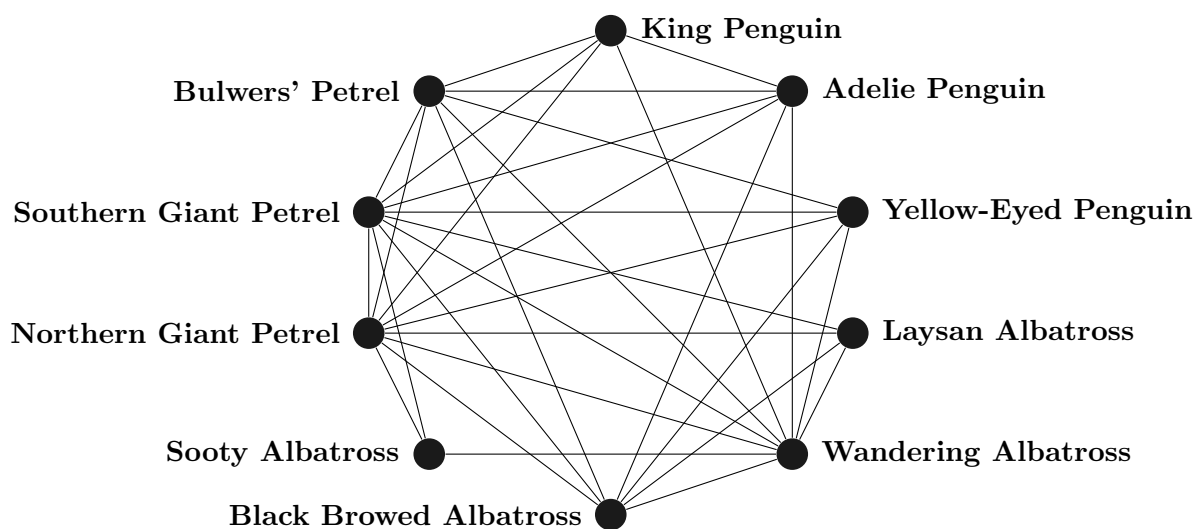 King Penguin
Bulwers' Petrel
Adelie Penguin
Southern Giant Petrel
Yellow-Eyed Penguin
Northern Giant Petrel
Laysan Albatross
Sooty Albatross
Wandering Albatross
Black Browed Albatross